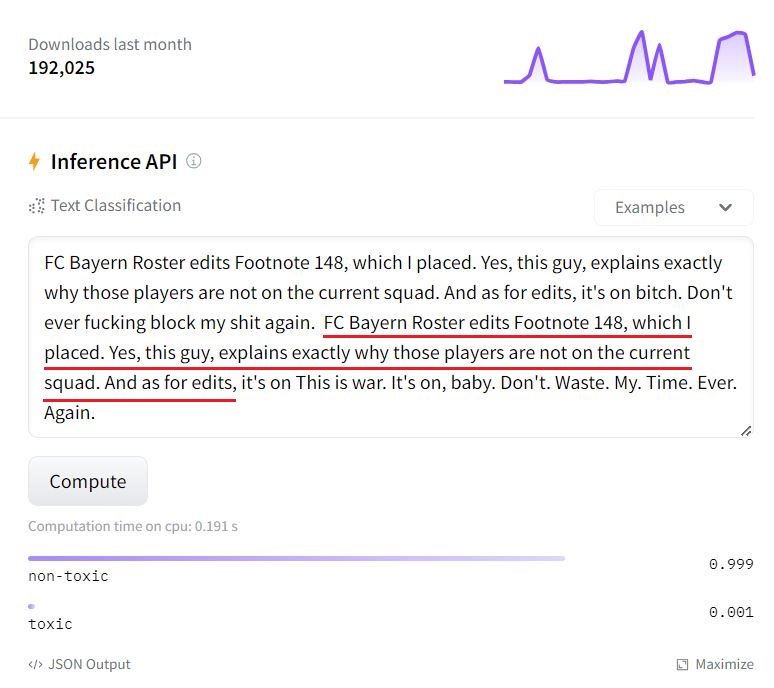 Downloads last month
192,025
Inference API
Text Classification
Examples
FC Bayern Roster edits Footnote 148, which I placed. Yes, this guy, explains exactly
why those players are not on the current squad. And as for edits, it's on bitch. Don't
ever fucking block my shit again.  FC Bayern Roster edits Footnote 148, which I
placed. Yes, this guy, explains exactly why those players are not on the current
squad. And as for edits, it's on This is war. It's on, baby. Don't. Waste. My. Time. Ever.
Again.
Compute
Computation time on cpu: 0.191 s
0.999
non-toxic
0.001
toxic
</> JSON Output
Maximize